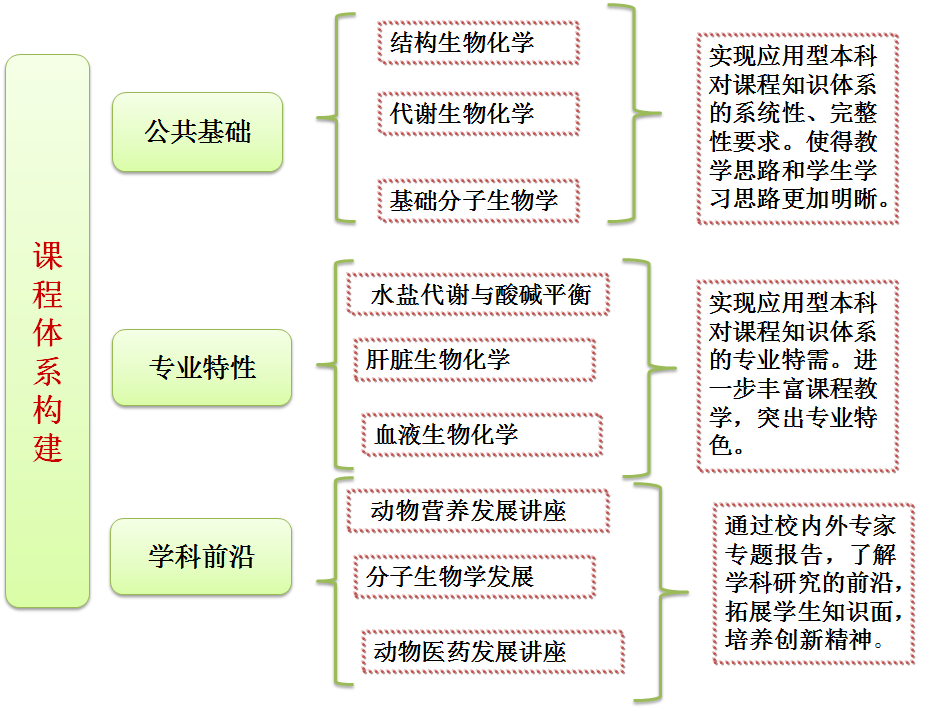 课程体系构建
公共基础
结构生物化学
代谢生物化学
基础分子生物学
实现应用型本科
对课程知识体系
的系统性、完整
性要求。使得教
学思路和学生学
习思路更加明晰。
专业特性
水盐代谢与酸碱平衡
肝脏生物化学
血液生物化学
实现应用型本科
对课程知识体系
的专业特需。进
一步丰富课程教
学，突出专业特
色。
学科前沿
动物营养发展讲座
分子生物学发展
动物医药发展讲座
通过校内外专家
专题报告，了解
学科研究的前沿，
拓展学生知识面，
培养创新精神。